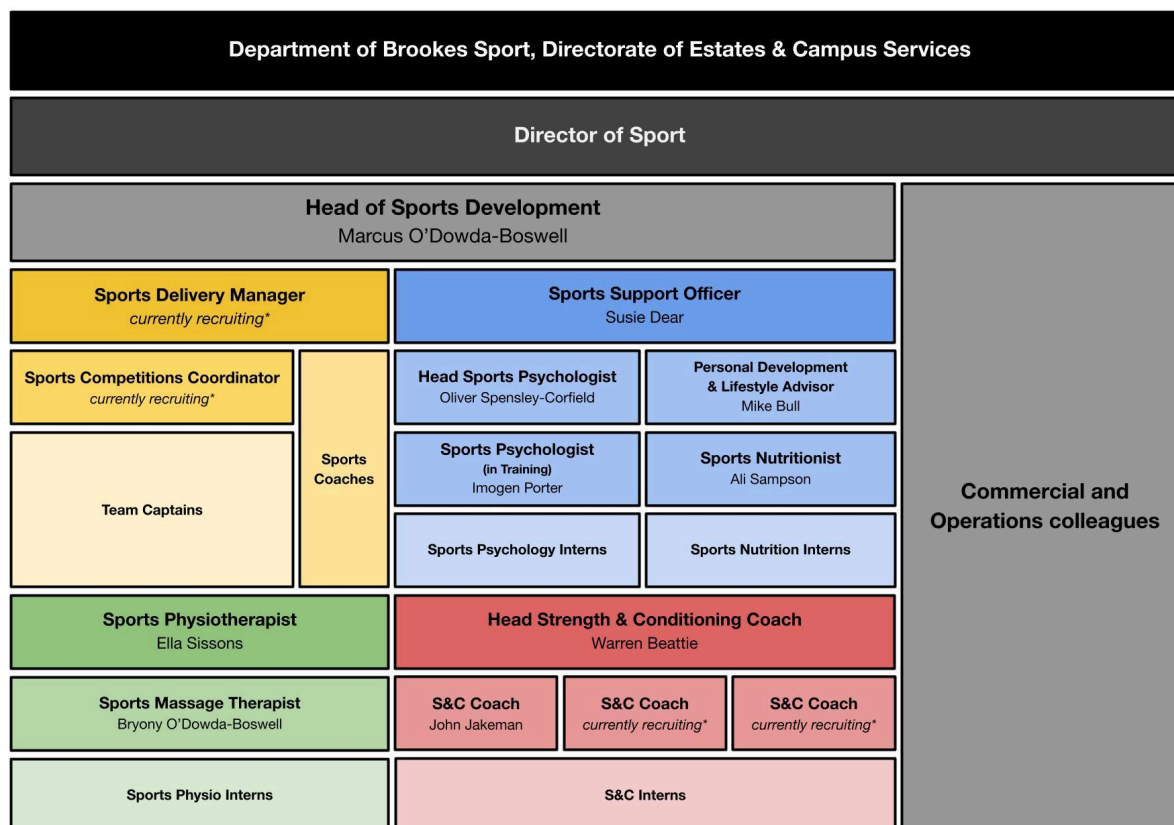 Department of Brookes Sport, Directorate of Estates & Campus Services
Director of Sport
Head of Sports Development
Marcus O'Dowda-Boswell
Commercial and
Operations colleagues
Sports Delivery Manager
currently recruiting*
Sports Support Officer
Susie Dear
Sports Competitions Coordinator
currently recruiting*
Sports
Coaches
Team Captains
Head Sports Psychologist
Oliver Spensley-Corfield
Personal Development
& Lifestyle Advisor
Mike Bull
Sports Psychologist
(in Training)
Imogen Porter
Sports Nutritionist
Ali Sampson
Sports Psychology Interns
Sports Nutrition Interns
Sports Physiotherapist
Ella Sissons
Head Strength & Conditioning Coach
Warren Beattie
Sports Massage Therapist
Bryony O'Dowda-Boswell
S&C Coach
John Jakeman
S&C Coach
currently recruiting*
S&C Coach
currently recruiting*
Sports Physio Interns
S&C Interns